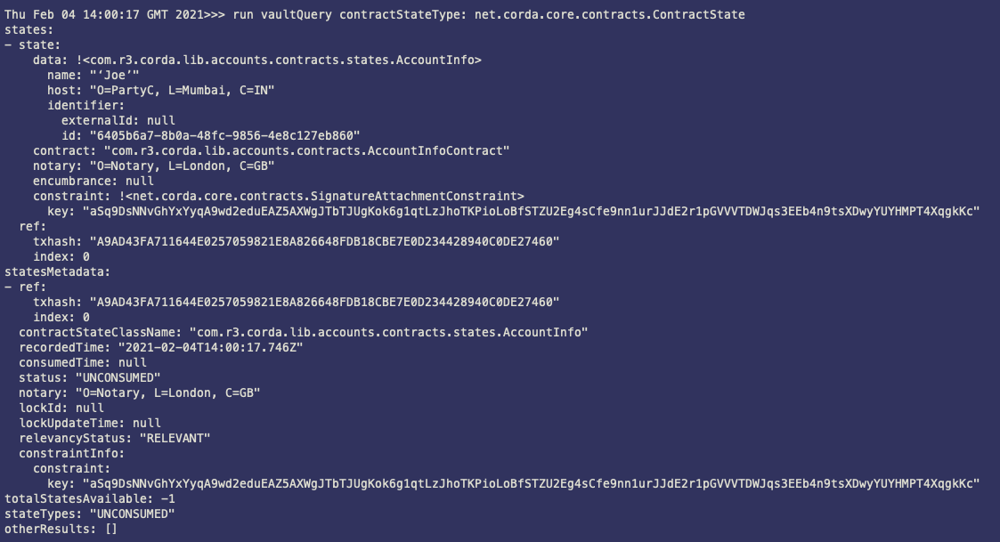 Thu Feb 04 14:00:17 GMT 2021>>> run vaultQuery contractStateType: net.corda.core.contracts.ContractState
states:
- state:
    data: !<com.r3.corda.lib.accounts.contracts.states.AccountInfo>
      name: "‘Joe’"
      host: "O=PartyC, L=Mumbai, C=IN"
      identifier:
        externalId: null
        id: "6405b6a7-8b0a-48fc-9856-4e8c127eb860"
    contract: "com.r3.corda.lib.accounts.contracts.AccountInfoContract"
    notary: "O=Notary, L=London, C=GB"
    encumbrance: null
    constraint: !<net.corda.core.contracts.SignatureAttachmentConstraint>
      key: "aSq9DsNNvGhYxYyqA9wd2eduEAZ5AXWgJTbTJUgKok6g1qtLzJhoTKPioLoBfSTZU2Eg4sCfe9nn1urJJdE2r1pGVVVTDWJqs3EEb4n9tsXDwyYUYHMPT4XqgkKc"
  ref:
    txhash: "A9AD43FA711644E0257059821E8A826648FDB18CBE7E0D234428940C0DE27460"
    index: 0
statesMetadata:
- ref:
    txhash: "A9AD43FA711644E0257059821E8A826648FDB18CBE7E0D234428940C0DE27460"
    index: 0
  contractStateClassName: "com.r3.corda.lib.accounts.contracts.states.AccountInfo"
  recordedTime: "2021-02-04T14:00:17.746Z"
  consumedTime: null
  status: "UNCONSUMED"
  notary: "O=Notary, L=London, C=GB"
  lockId: null
  lockUpdateTime: null
  relevancyStatus: "RELEVANT"
  constraintInfo:
    constraint:
      key: "aSq9DsNNvGhYxYyqA9wd2eduEAZ5AXWgJTbTJUgKok6g1qtLzJhoTKPioLoBfSTZU2Eg4sCfe9nn1urJJdE2r1pGVVVTDWJqs3EEb4n9tsXDwyYUYHMPT4XqgkKc"
totalStatesAvailable: -1
stateTypes: "UNCONSUMED"
otherResults: []